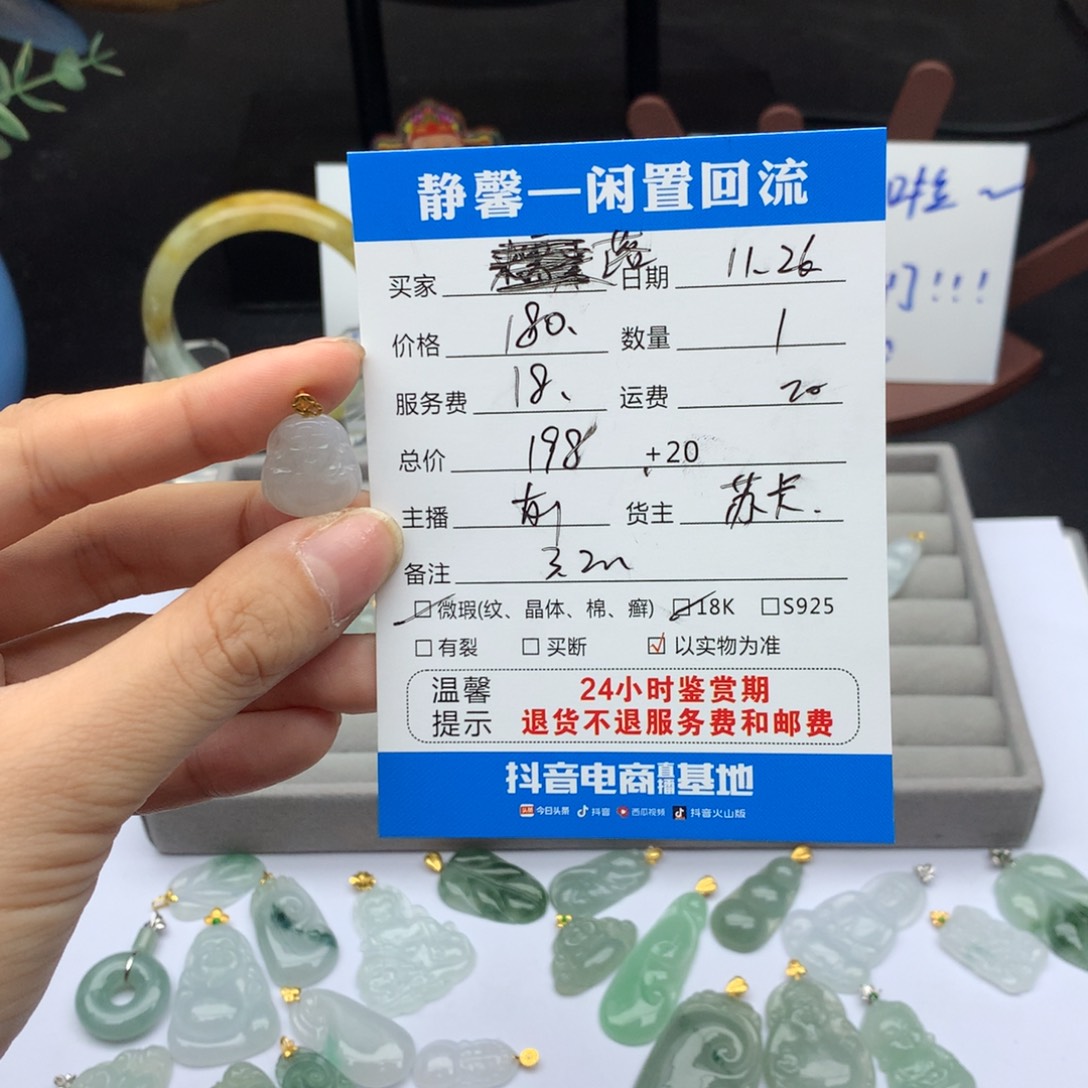 静馨—闲置回流
买家 日期 11.26
价格 180. 数量 1
服务费 18. 运费 20
总价 198 +20
主播 货主 苏卡.
备注
☐微瑕(纹、晶体、棉、癣) ☐18K ☐S925
☐有裂 ☐买断 ☑以实物为准
温馨提示
24小时鉴赏期
退货不退服务费和邮费
抖音电商直播基地
头条 今日头条 抖音 西瓜视频 抖音火山版
!!!